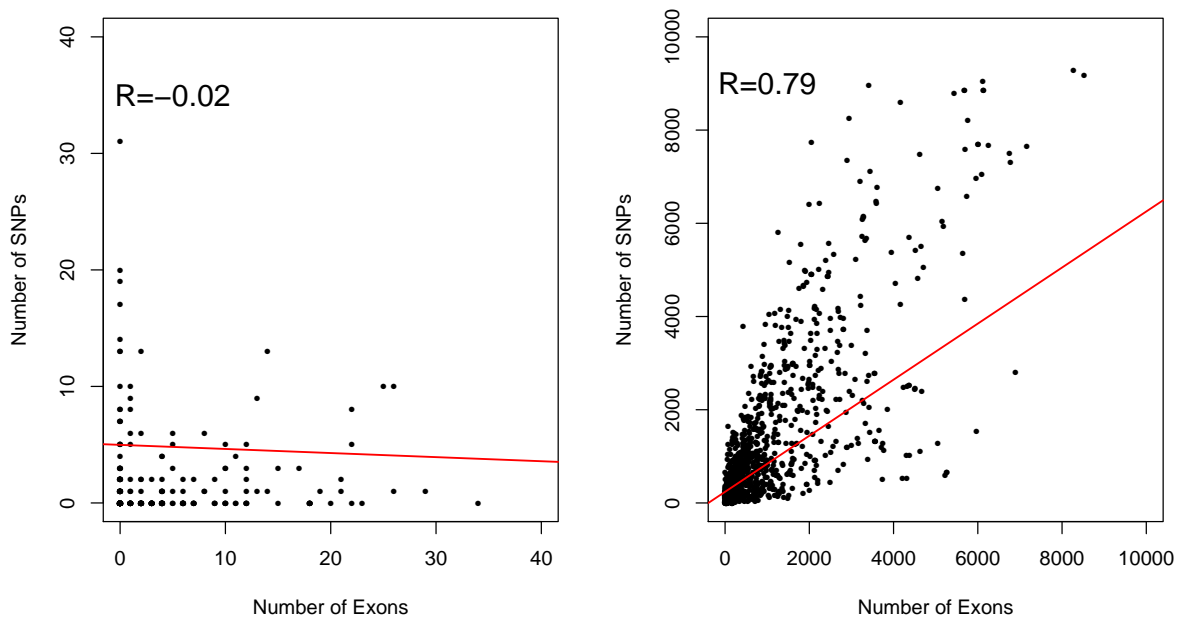 R=−0.02
Number of SNPs
40
30
20
10
0
0 10 20 30 40
Number of Exons
R=0.79
Number of SNPs
10000
8000
6000
4000
2000
0
0 2000 4000 6000 8000 10000
Number of Exons